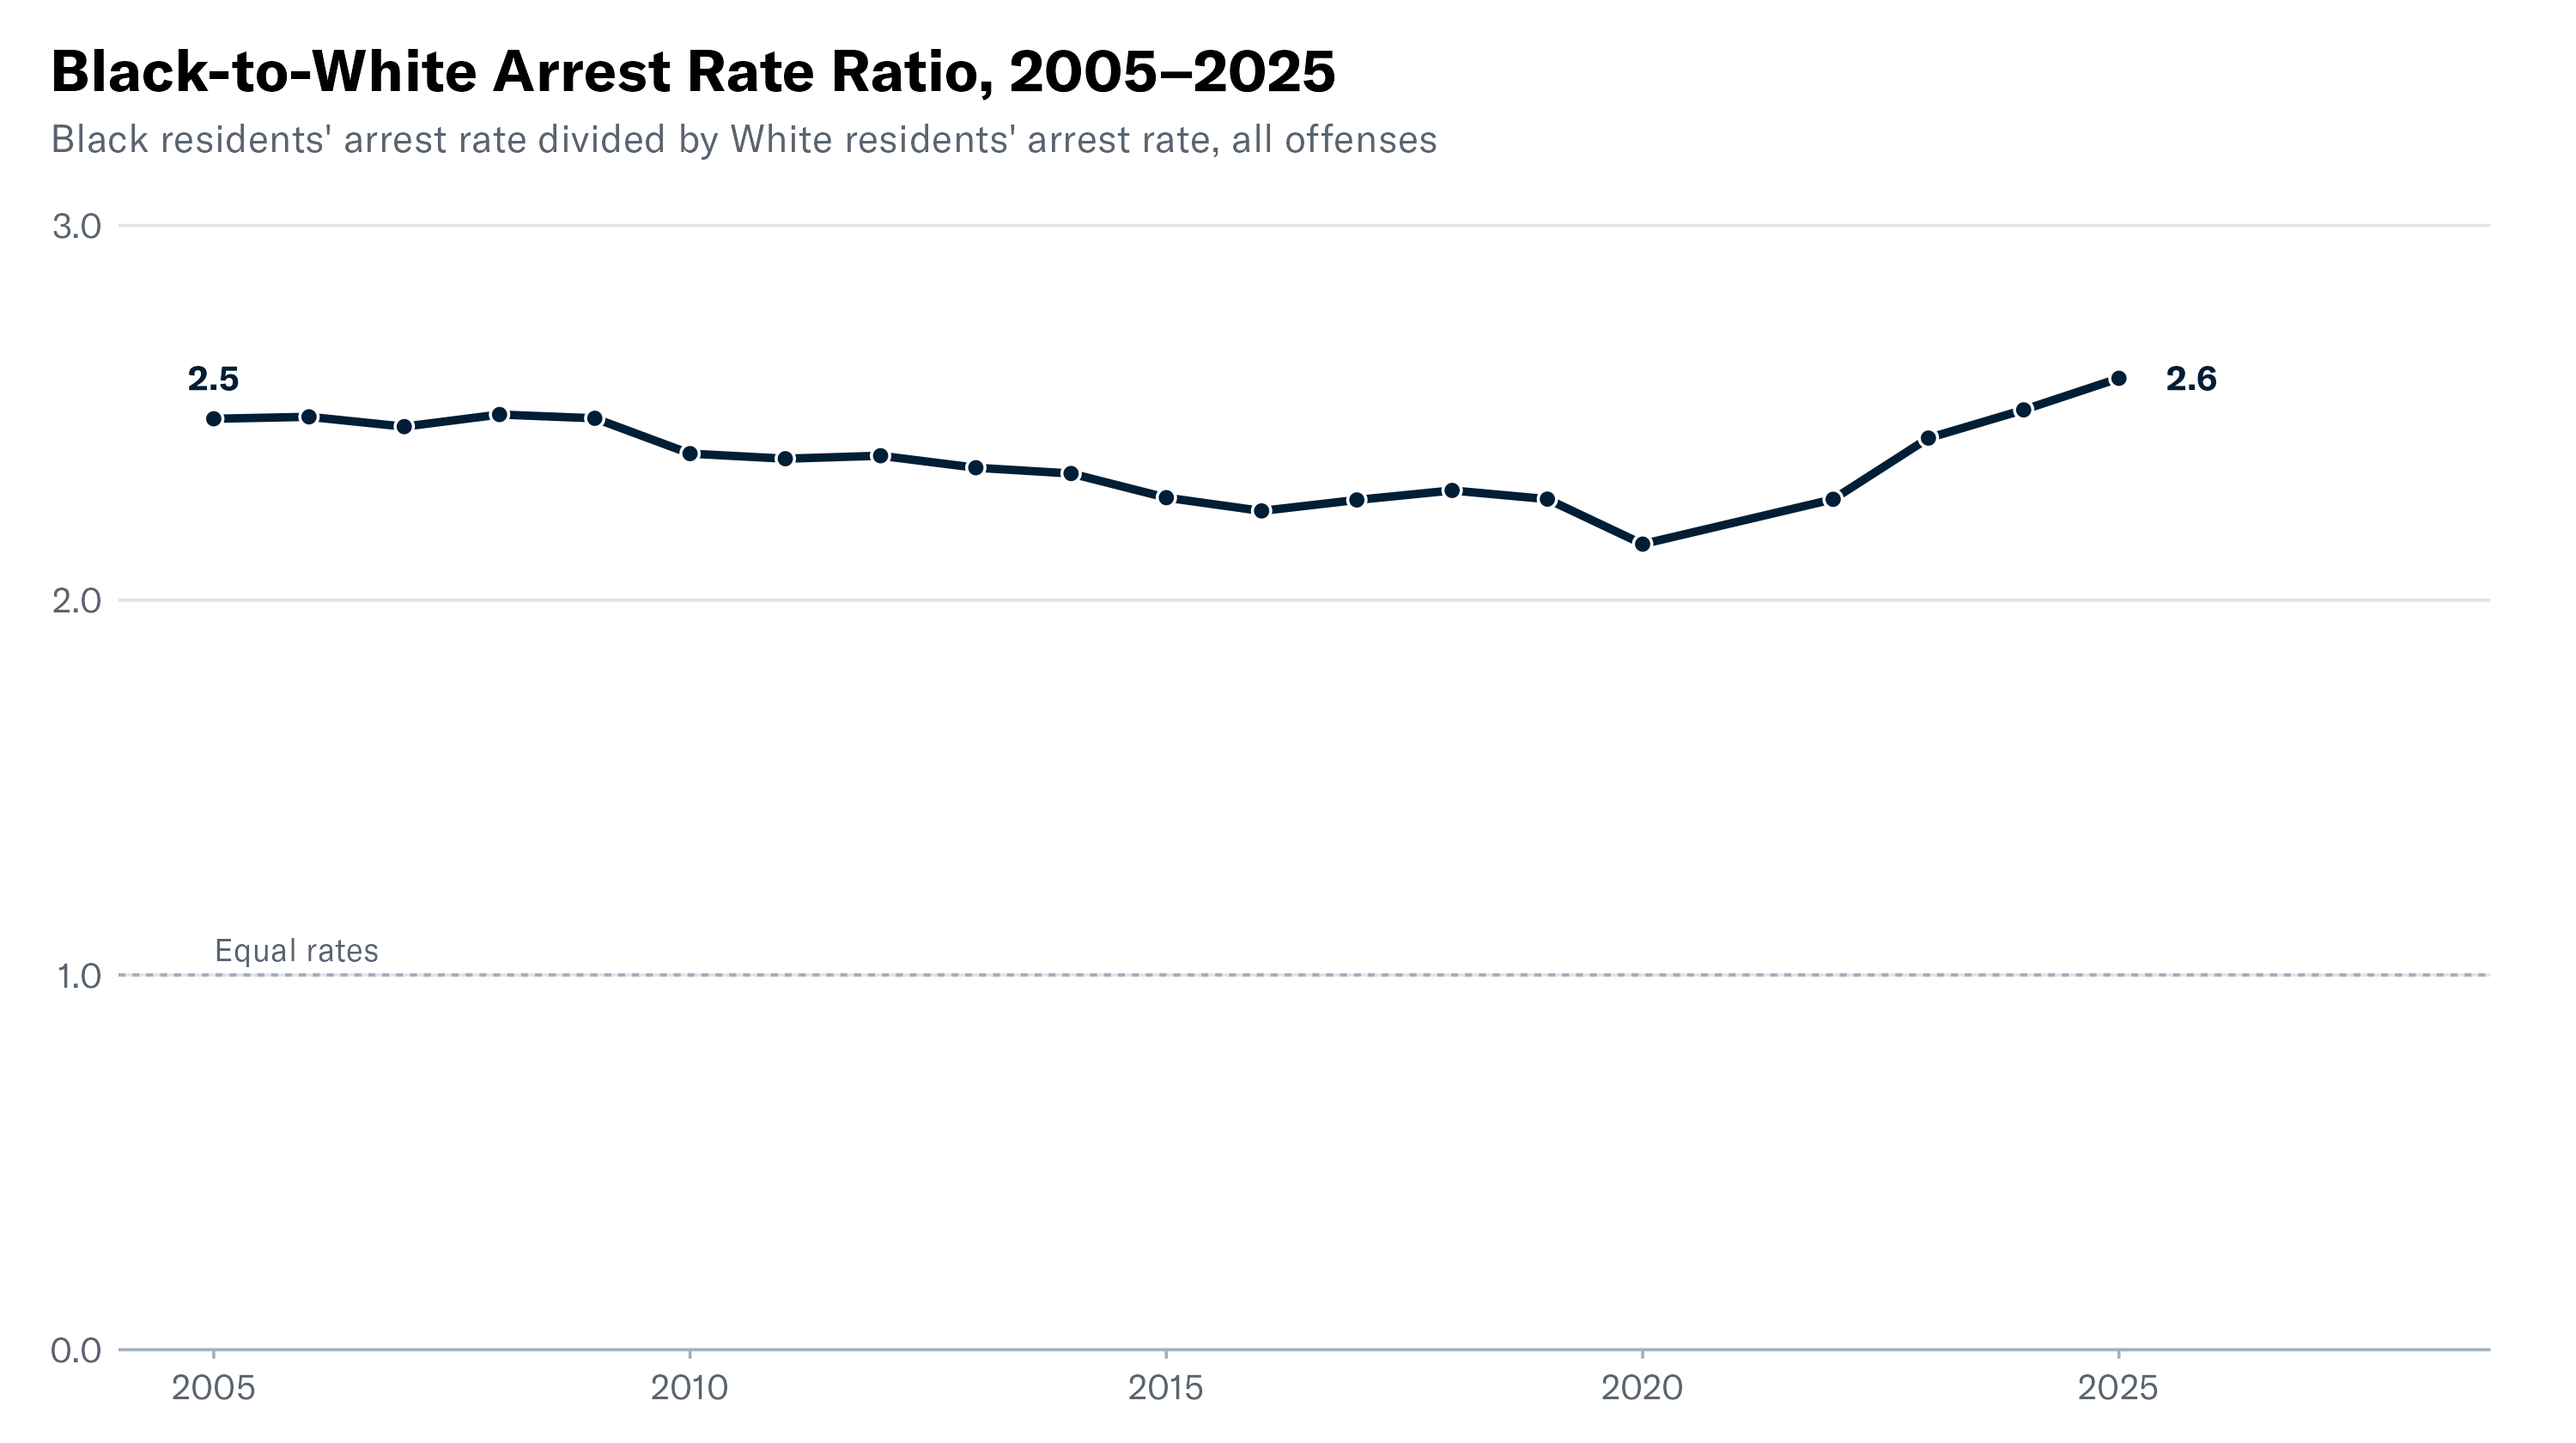 Black-to-White Arrest Rate Ratio, 2005–2025
Black residents' arrest rate divided by White residents' arrest rate, all offenses
3.0
2.5
2.6
2.0
Equal rates
1.0
0.0
2005 2010 2015 2020 2025